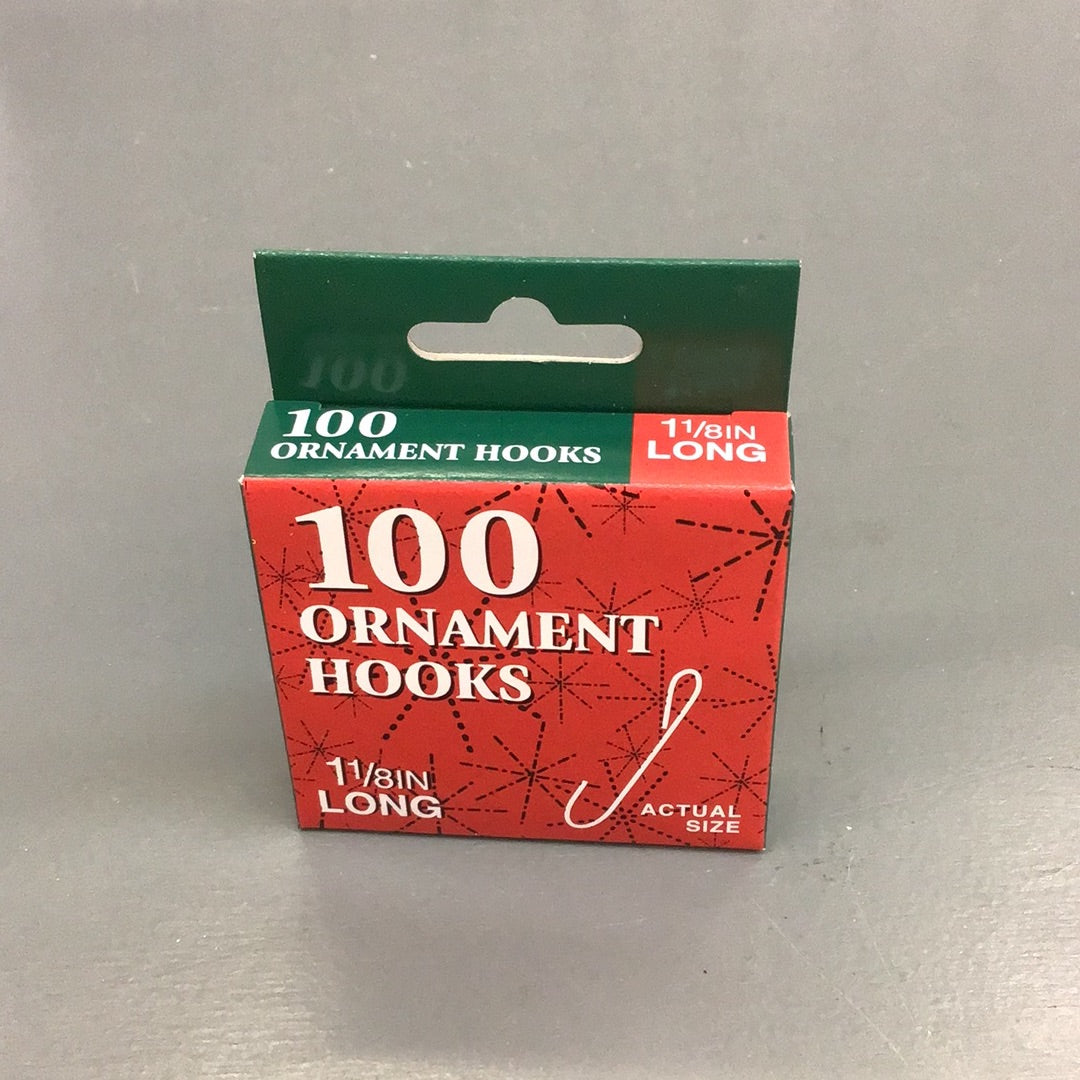 100
ORNAMENT HOOKS
1 1/8IN
LONG
100
ORNAMENT
HOOKS
1 1/8IN
LONG
ACTUAL
SIZE